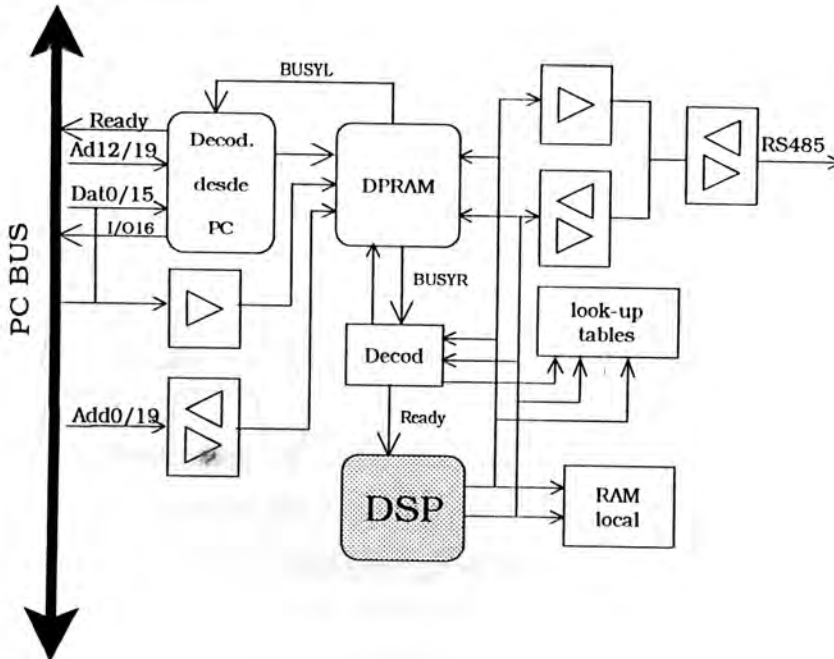 BUSYL
Ready
Ad12/19
Dat0/15
I/O16
Decod.
desde
PC
DPRAM
RS485
PC BUS
BUSYR
Decod
look-up
tables
Add0/19
Ready
DSP
RAM
local